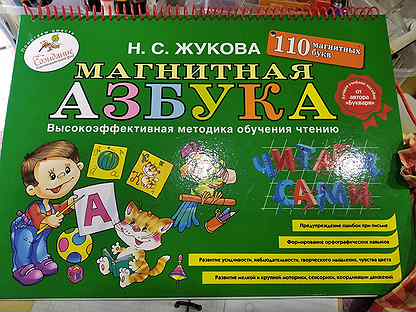 Созидание
Н. С. ЖУКОВА
110 магнитных
букв
МАГНИТНАЯ
АЗБУКА
от
автора
«Букваря»
Высокоэффективная методика обучения чтению
А
ЧИТАЕМ
САМИ
Предупреждение ошибок при письме
Формирование орфографических навыков
Развитие усидчивости, наблюдательности, творческого мышления, чувства цвета
Развитие мелкой и крупной моторики, сенсорики, координации движений